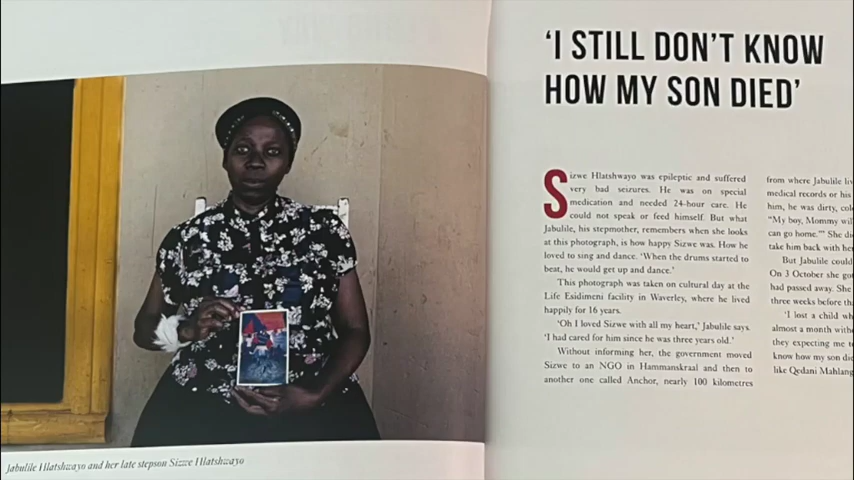 'I STILL DON'T KNOW
HOW MY SON DIED'
Sizwe Hlatshwayo was epileptic and suffered
very bad seizures. He was on special
medication and needed 24-hour care. He
could not speak or feed himself. But what
Jabulile, his stepmother, remembers when she looks
at this photograph, is how happy Sizwe was. How he
loved to sing and dance. 'When the drums started to
beat, he would get up and dance.'
This photograph was taken on cultural day at the
Life Esidimeni facility in Waverley, where he lived
happily for 16 years.
'Oh I loved Sizwe with all my heart,' Jabulile says.
'I had cared for him since he was three years old.'
Without informing her, the government moved
Sizwe to an NGO in Hammanskraal and then to
another one called Anchor, nearly 100 kilometres
from where Jabulile
medical records or his
him, he was dirty,
"My boy, Mommy
can go home."' She
take him back with
But Jabulile could
On 3 October she
had passed away. She
three weeks before
'I lost a child
almost a month
they expecting me
know how my son
like Qedani
Jabulile Hlatshwayo and her late stepson Sizwe Hlatshwayo